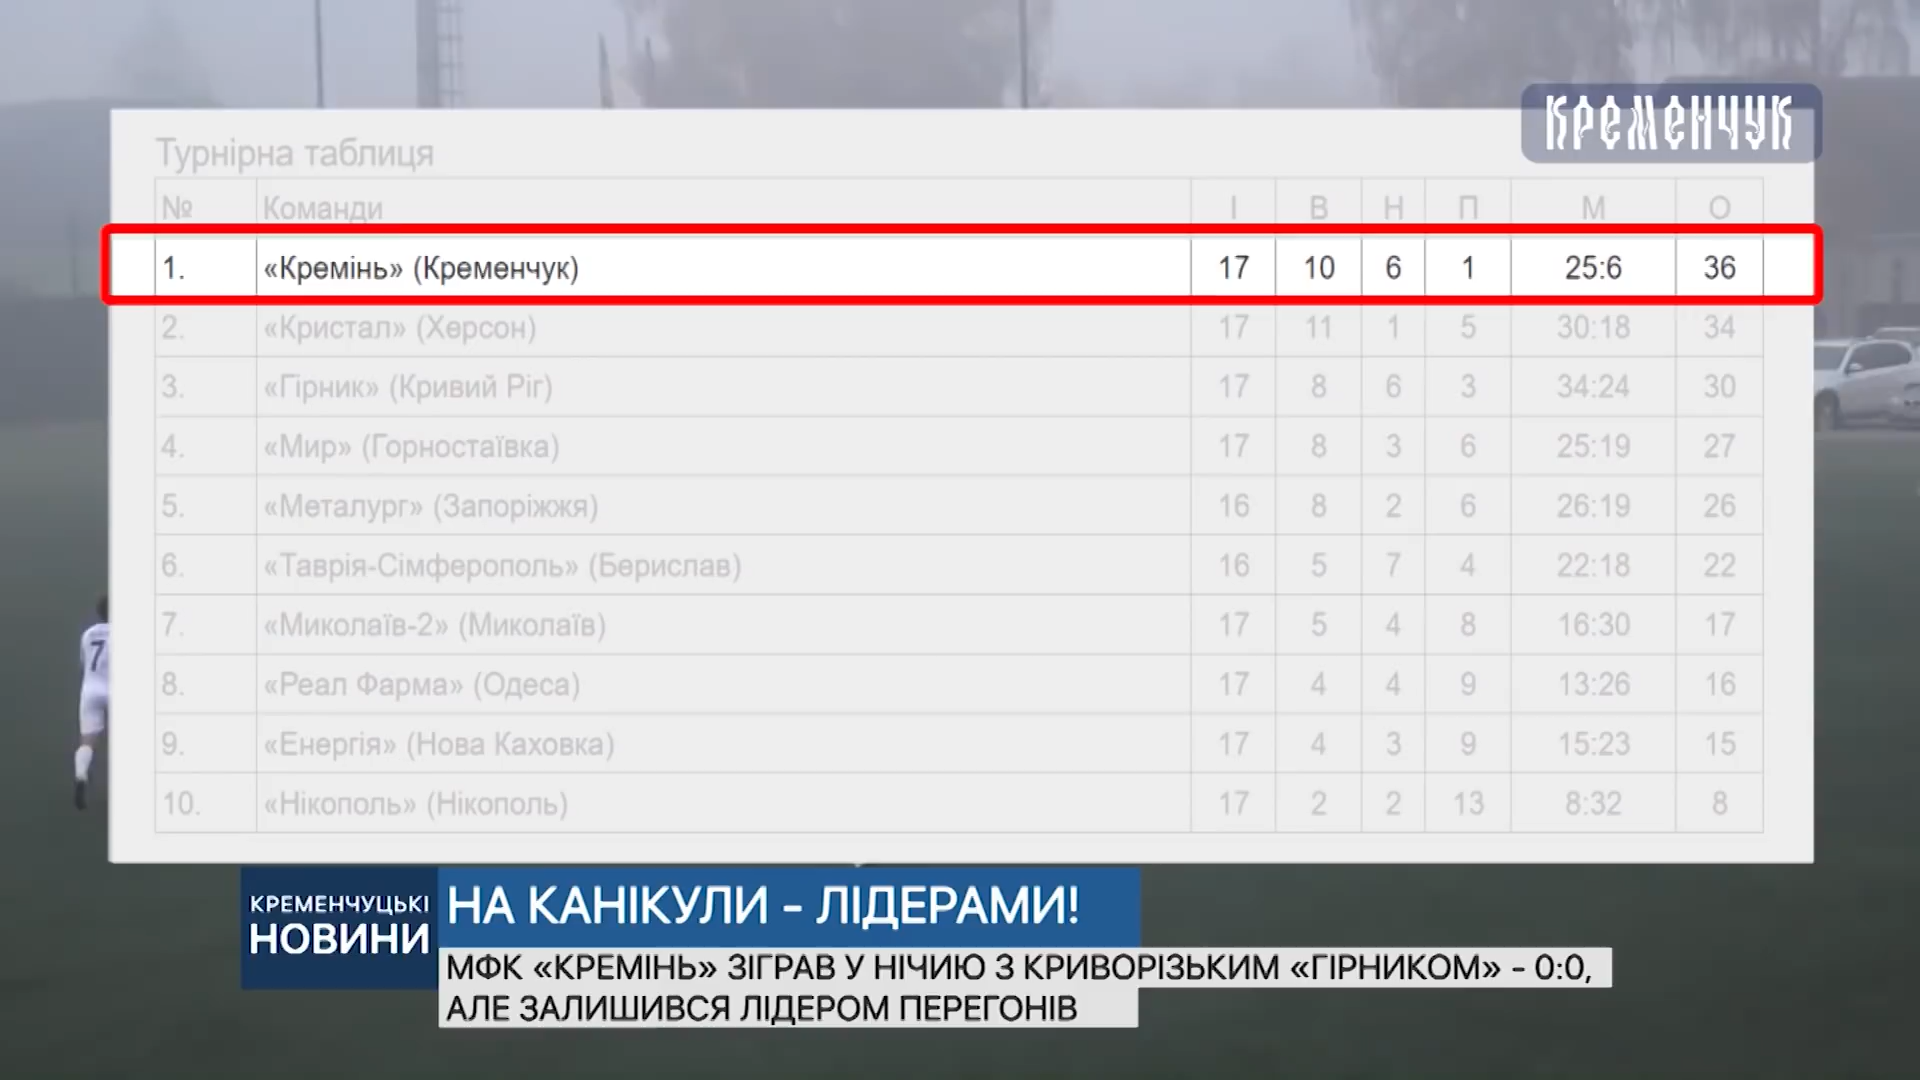 КРЕМЕНЧУК
Турнірна таблиця
№ Команди І В Н П М О
1. «Кремінь» (Кременчук) 17 10 6 1 25:6 36
2. «Кристал» (Херсон) 17 11 1 5 30:18 34
3. «Гірник» (Кривий Ріг) 17 8 6 3 34:24 30
4. «Мир» (Горностаївка) 17 8 3 6 25:19 27
5. «Металург» (Запоріжжя) 16 8 2 6 26:19 26
6. «Таврія-Сімферополь» (Берислав) 16 5 7 4 22:18 22
7. «Миколаїв-2» (Миколаїв) 17 5 4 8 16:30 17
8. «Реал Фарма» (Одеса) 17 4 4 9 13:26 16
9. «Енергія» (Нова Каховка) 17 4 3 9 15:23 15
10. «Нікополь» (Нікополь) 17 2 2 13 8:32 8
7
КРЕМЕНЧУЦЬКІ
НОВИНИ
НА КАНІКУЛИ - ЛІДЕРАМИ!
МФК «КРЕМІНЬ» ЗІГРАВ У НІЧИЮ З КРИВОРІЗЬКИМ «ГІРНИКОМ» - 0:0,
АЛЕ ЗАЛИШИВСЯ ЛІДЕРОМ ПЕРЕГОНІВ